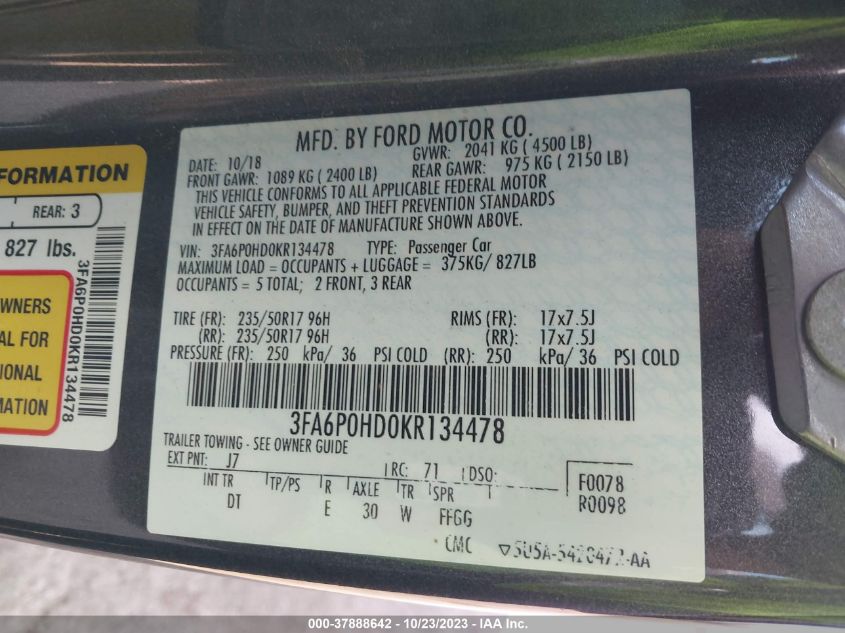 FORMATION
REAR: 3
827 lbs.
OWNERS
AL FOR
IONAL
MATION
3FA6P0HD0KR134478
MFD. BY FORD MOTOR CO.
DATE: 10/18 GVWR: 2041 KG ( 4500 LB)
FRONT GAWR: 1089 KG ( 2400 LB) REAR GAWR: 975 KG ( 2150 LB)
THIS VEHICLE CONFORMS TO ALL APPLICABLE FEDERAL MOTOR
VEHICLE SAFETY, BUMPER, AND THEFT PREVENTION STANDARDS
IN EFFECT ON THE DATE OF MANUFACTURE SHOWN ABOVE.
VIN: 3FA6P0HD0KR134478 TYPE: Passenger Car
MAXIMUM LOAD = OCCUPANTS + LUGGAGE = 375KG/ 827LB
OCCUPANTS = 5 TOTAL; 2 FRONT, 3 REAR
TIRE (FR): 235/50R17 96H RIMS (FR): 17x7.5J
(RR): 235/50R17 96H (RR): 17x7.5J
PRESSURE (FR): 250 kPa/ 36 PSI COLD (RR): 250 kPa/ 36 PSI COLD
3FA6P0HD0KR134478
TRAILER TOWING - SEE OWNER GUIDE
EXT PNT: J7 RC: 71 DSO: F0078
INT TR TP/PS R AXLE TR SPR R0098
DT E 30 W FFGG
CMC
000-37888642 - 10/23/2023 - IAA Inc.